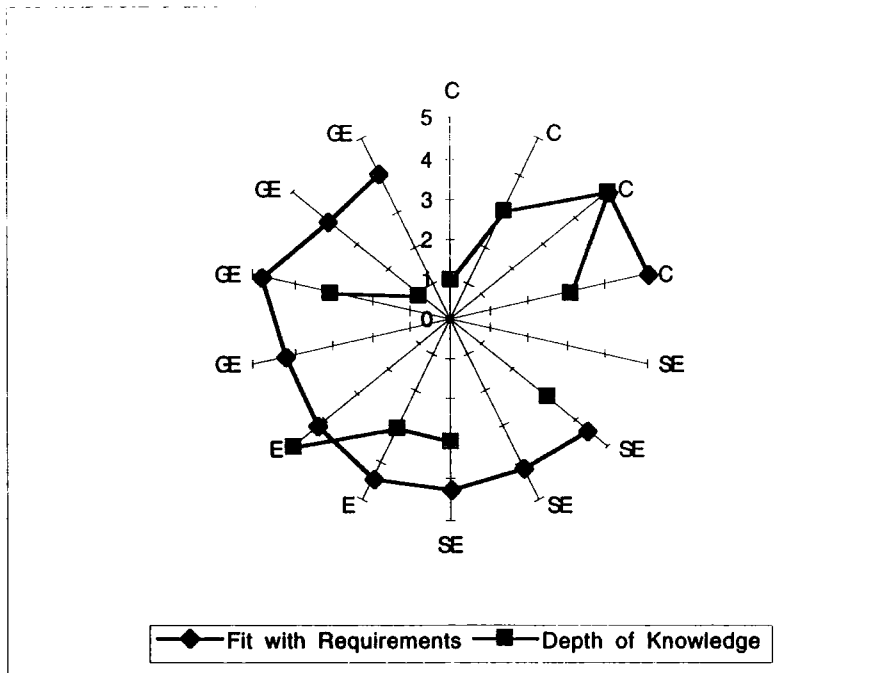 C
5
GE
C
4
GE
3
C
2
GE
1
C
0
GE
SE
E
SE
E
SE
SE
Fit with Requirements
Depth of Knowledge